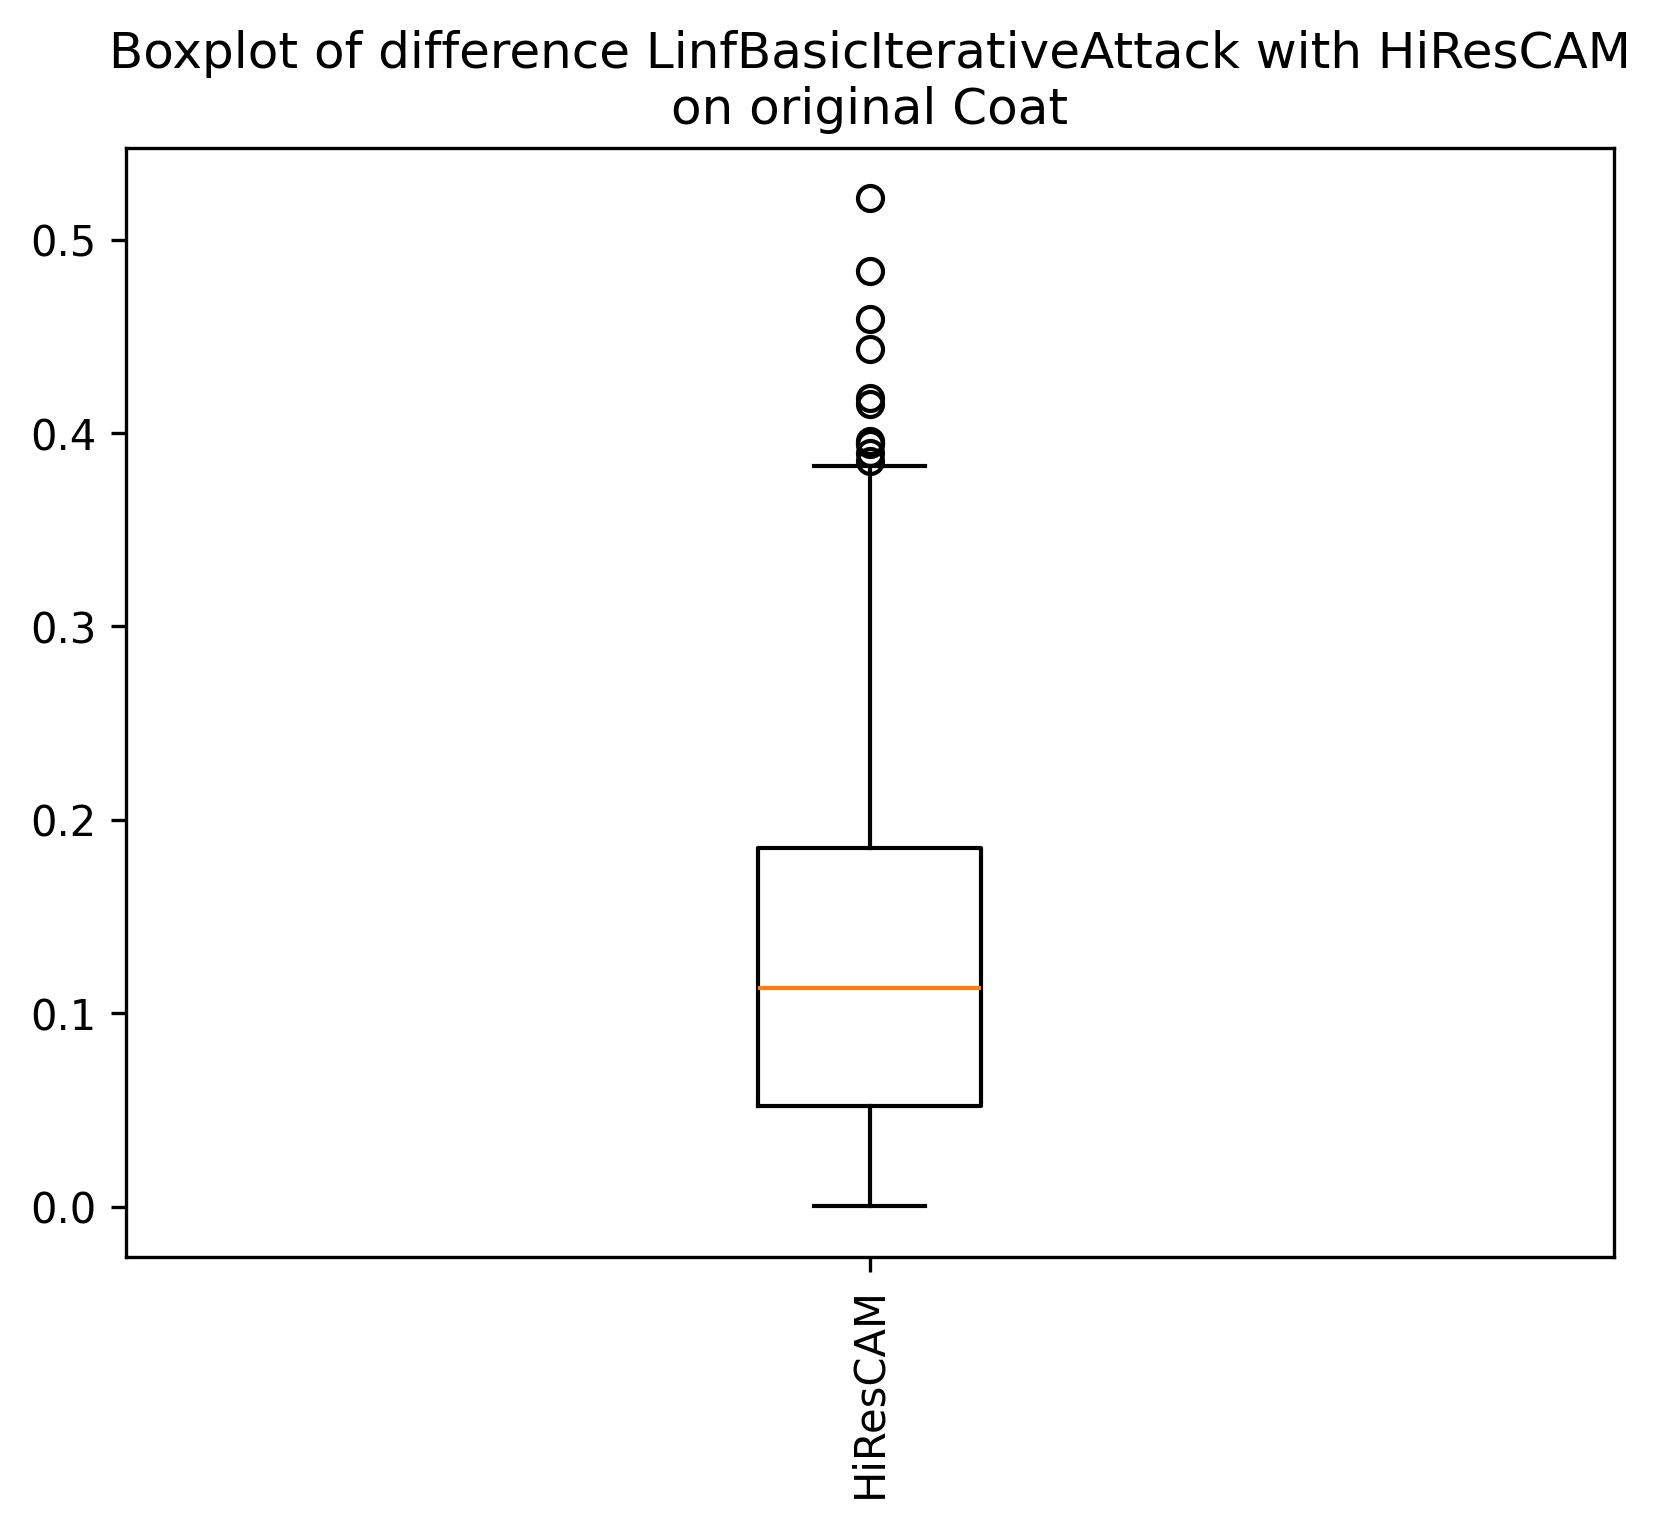 Boxplot of difference LinfBasicIterativeAttack with HiResCAM
on original Coat
0.5
0.4
0.3
0.2
0.1
0.0
HiResCAM